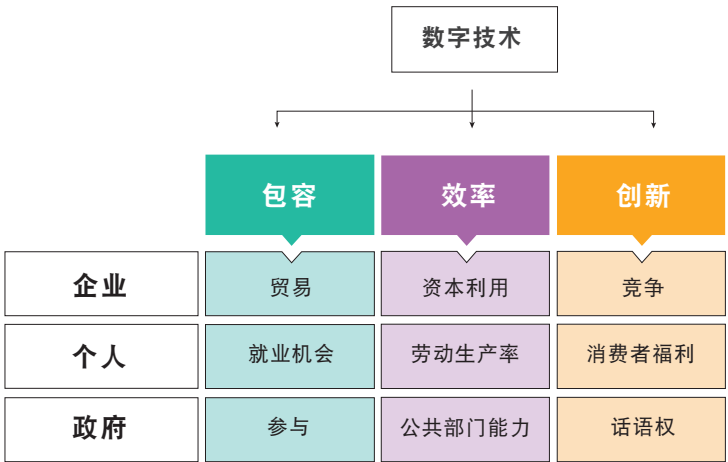 数字技术
包容 效率 创新
企业 贸易 资本利用 竞争
个人 就业机会 劳动生产率 消费者福利
政府 参与 公共部门能力 话语权